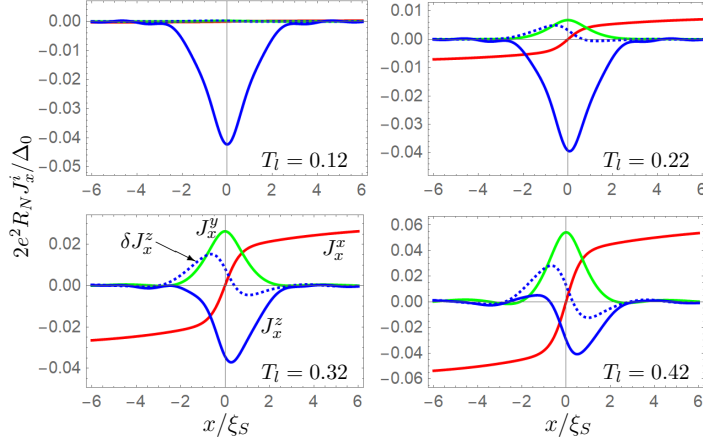 2e²R_N J_x^i/Δ₀
0.00
−0.01
−0.02
−0.03
−0.04
−0.05
T_l = 0.12
−6 −4 −2 0 2 4 6
0.01
0.00
−0.01
−0.02
−0.03
−0.04
T_l = 0.22
−6 −4 −2 0 2 4 6
0.02
0.00
−0.02
−0.04
δJ_x^z
J_x^y
J_x^x
J_x^z
T_l = 0.32
−6 −4 −2 0 2 4 6
x/ξ_S
0.06
0.04
0.02
0.00
−0.02
−0.04
−0.06
T_l = 0.42
−6 −4 −2 0 2 4 6
x/ξ_S